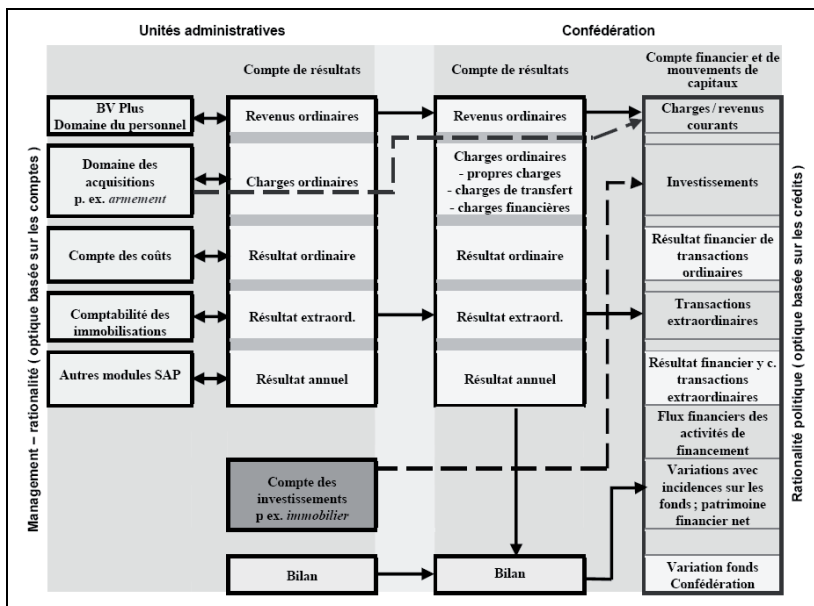 Unités administratives
Confédération
Compte de résultats
Compte de résultats
Compte financier et de
mouvements de
capitaux
Management – rationalité ( optique basée sur les comptes )
BV Plus
Domaine du personnel
Domaine des
acquisitions
p. ex. armement
Compte des coûts
Comptabilité des
immobilisations
Autres modules SAP
Revenus ordinaires
Charges ordinaires
Résultat ordinaire
Résultat extraord.
Résultat annuel
Compte des
investissements
p ex. immobilier
Bilan
Revenus ordinaires
Charges ordinaires
- propres charges
- charges de transfert
- charges financières
Résultat ordinaire
Résultat extraord.
Résultat annuel
Bilan
Charges / revenus
courants
Investissements
Résultat financier de
transactions
ordinaires
Transactions
extraordinaires
Résultat financier y c.
transactions
extraordinaires
Flux financiers des
activités de
financement
Variations avec
incidences sur les
fonds ; patrimoine
financier net
Variation fonds
Confédération
Rationalité politique ( optique basée sur les crédits )